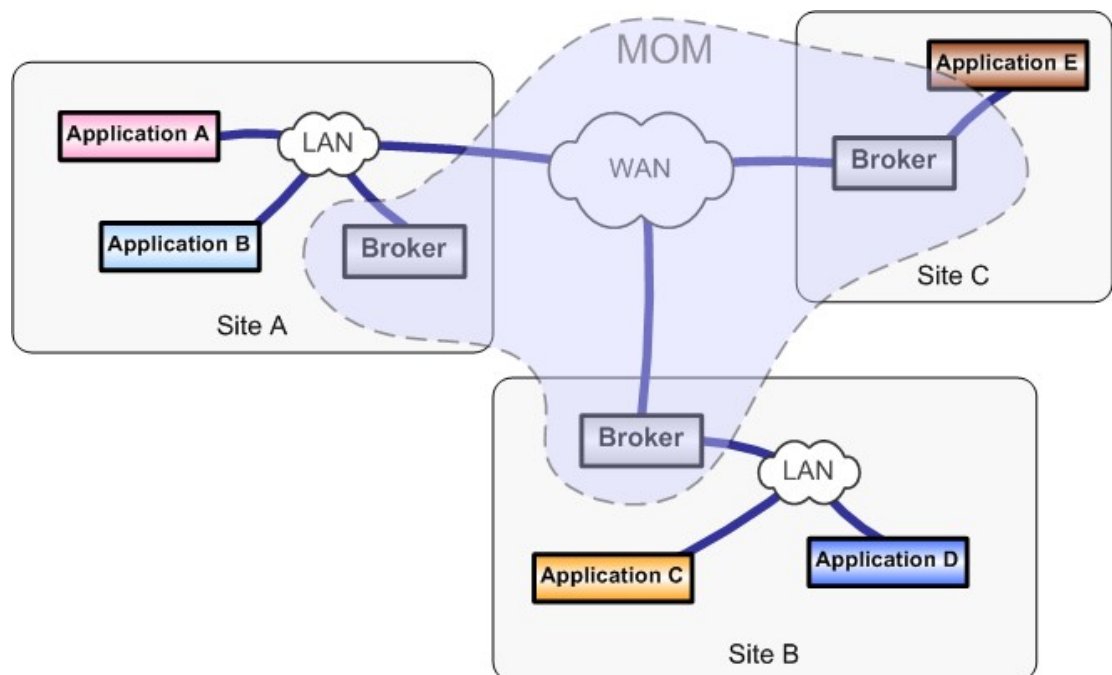 MOM
Application E
Application A
LAN
Broker
WAN
Application B
Broker
Site C
Site A
Broker
LAN
Application D
Application C
Site B